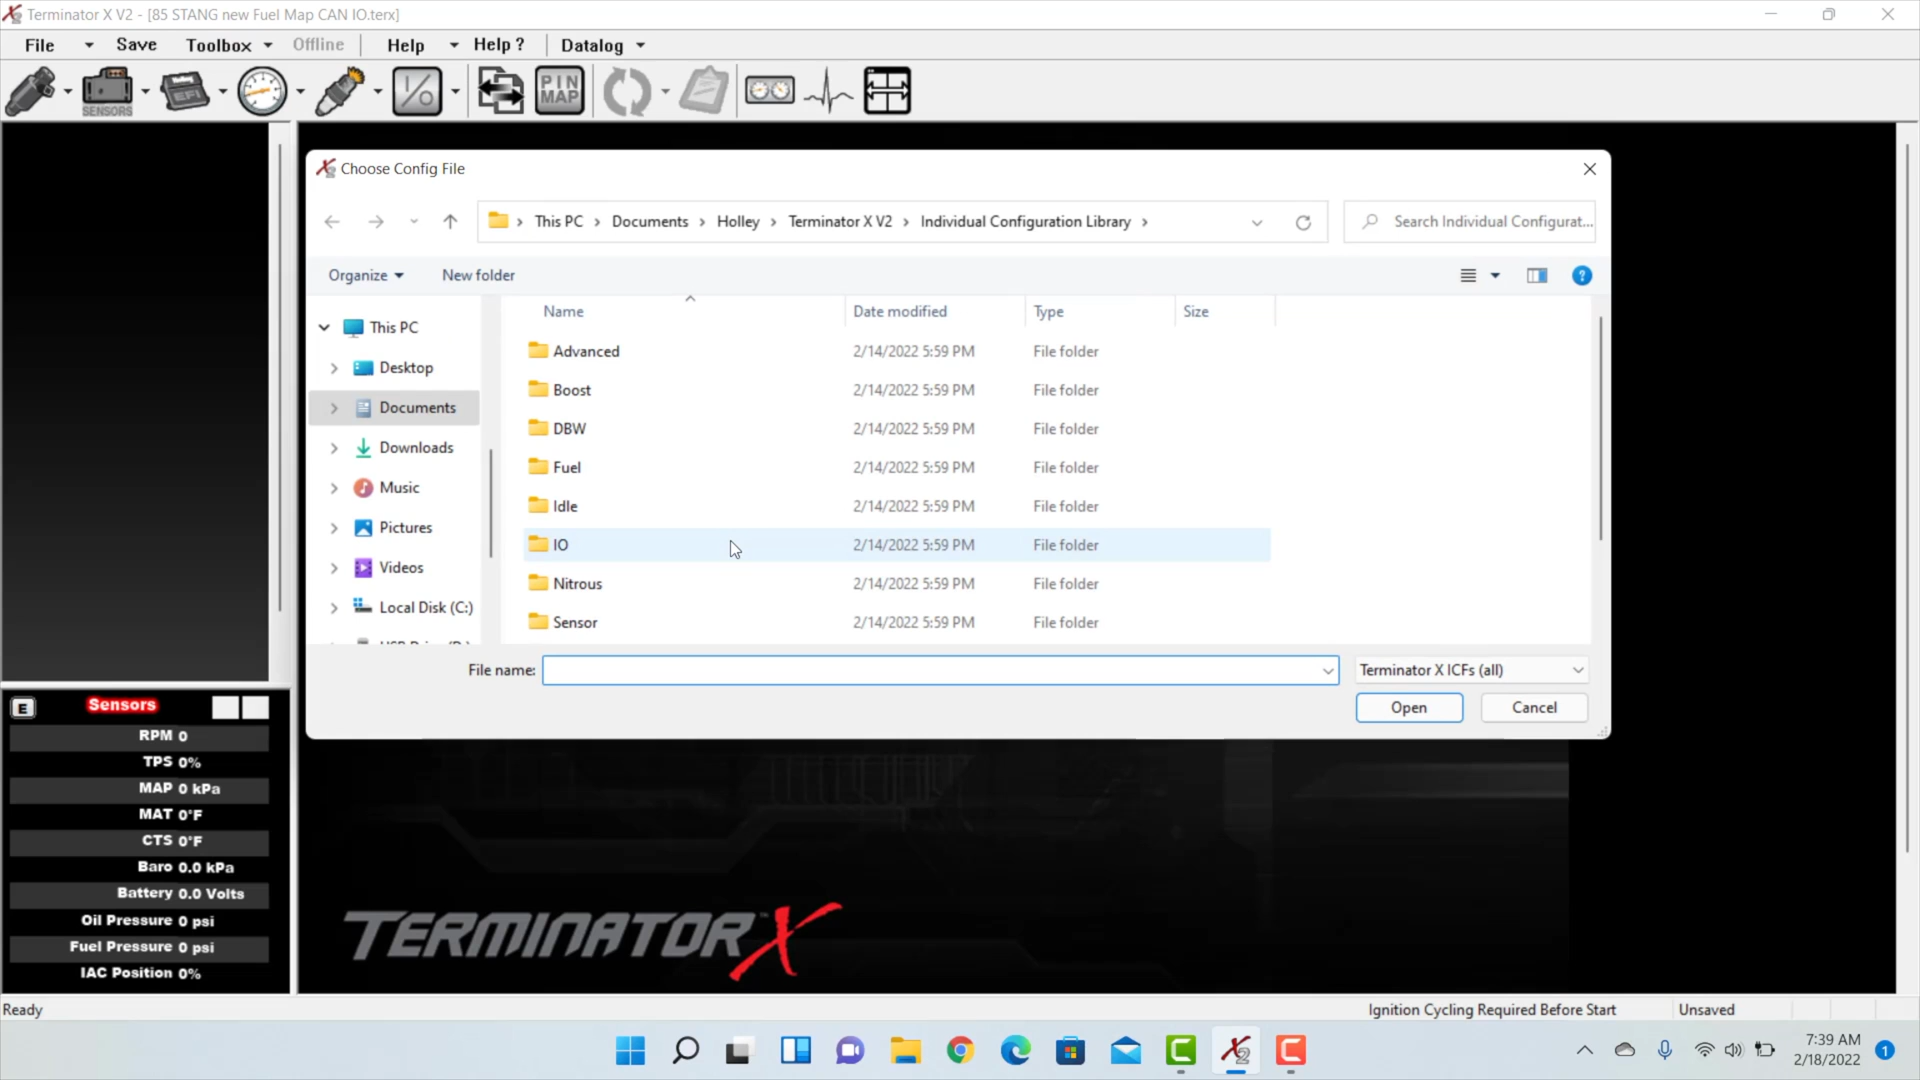 Terminator X V2 - [85 STANG new Fuel Map CAN IO.terx]
File Save Toolbox Offline Help Help ? Datalog
SENSORS EFI I/O PIN MAP
Choose Config File
This PC > Documents > Holley > Terminator X V2 > Individual Configuration Library >
Search Individual Configurat...
Organize New folder
Name Date modified Type Size
This PC
Desktop
Documents
Downloads
Music
Pictures
Videos
Local Disk (C:)
Advanced 2/14/2022 5:59 PM File folder
Boost 2/14/2022 5:59 PM File folder
DBW 2/14/2022 5:59 PM File folder
Fuel 2/14/2022 5:59 PM File folder
Idle 2/14/2022 5:59 PM File folder
IO 2/14/2022 5:59 PM File folder
Nitrous 2/14/2022 5:59 PM File folder
Sensor 2/14/2022 5:59 PM File folder
File name: Terminator X ICFs (all)
Open Cancel
E Sensors
RPM 0
TPS 0%
MAP 0 kPa
MAT 0°F
CTS 0°F
Baro 0.0 kPa
Battery 0.0 Volts
Oil Pressure 0 psi
Fuel Pressure 0 psi
IAC Position 0%
TERMINATOR X
Ready Ignition Cycling Required Before Start Unsaved
7:39 AM
2/18/2022
1